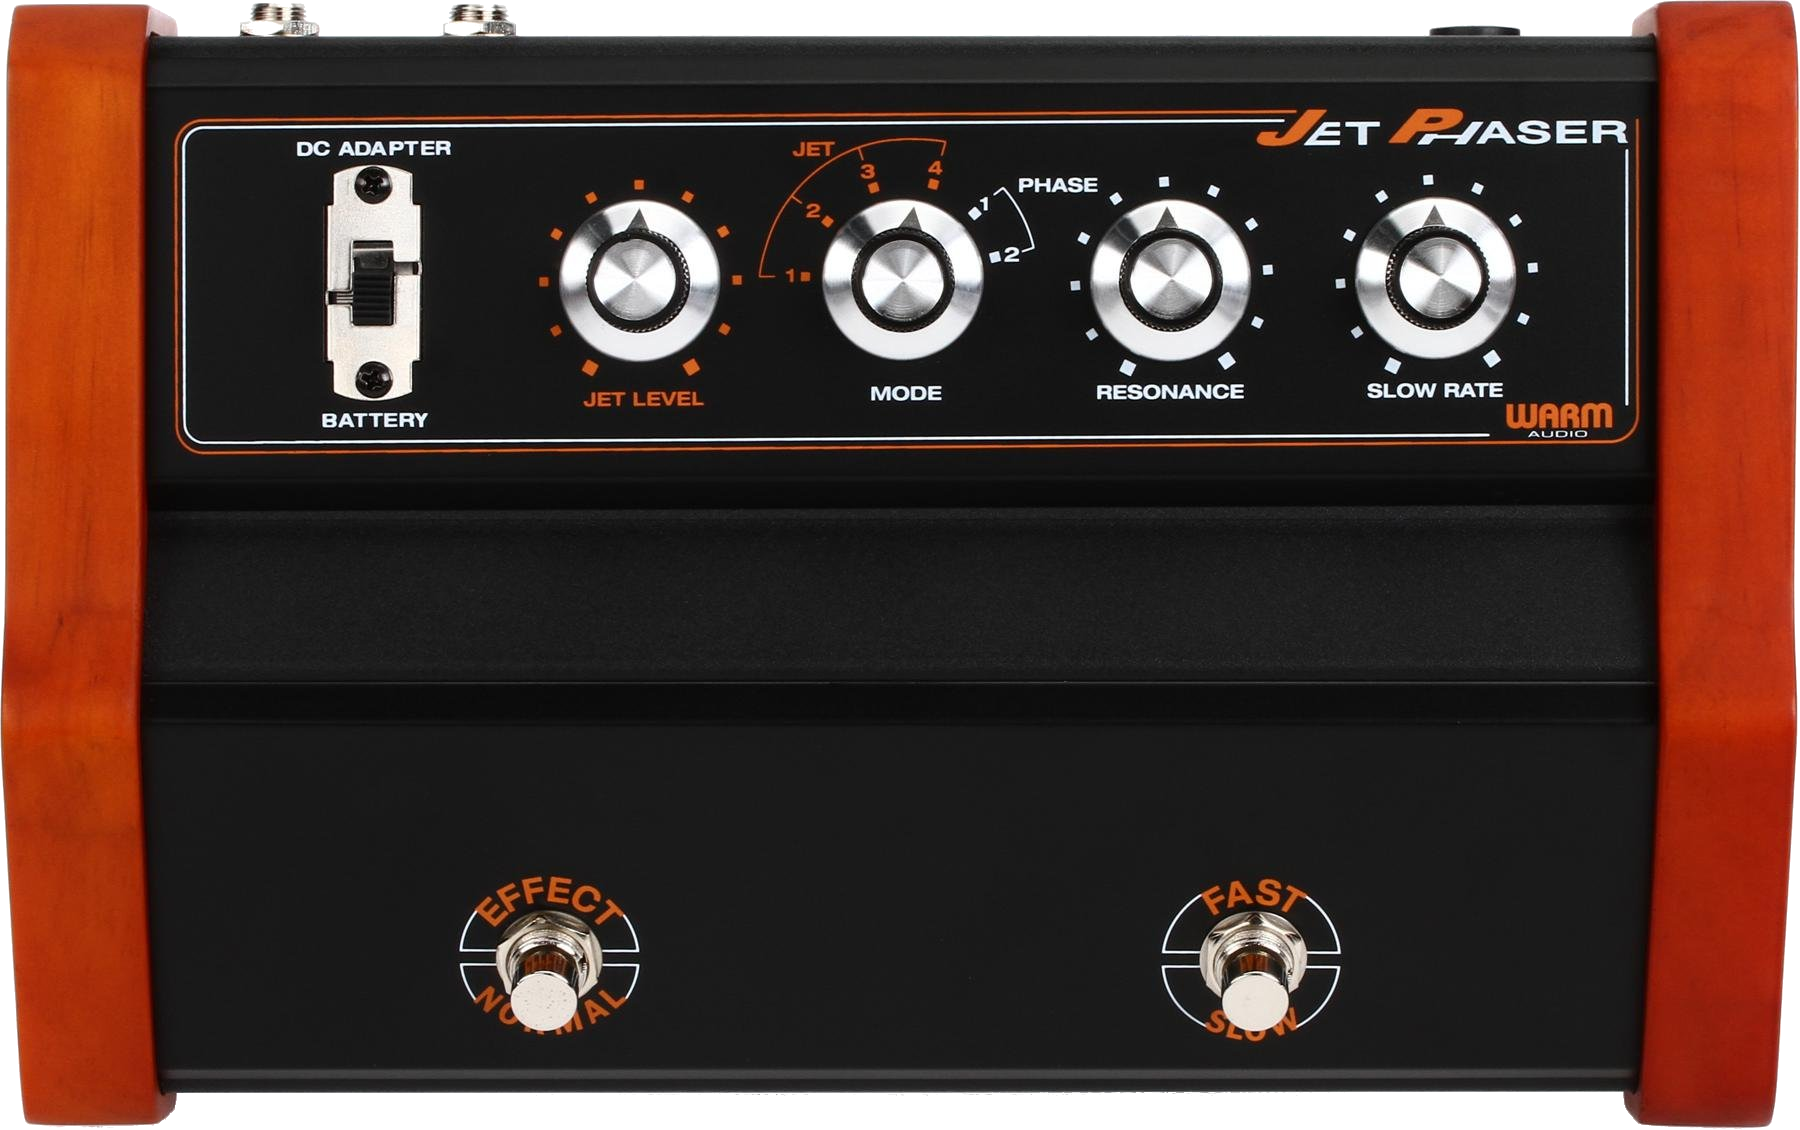 JET PHASER
DC ADAPTER
BATTERY
JET
1
2
3
4
PHASE
1
2
JET LEVEL
MODE
RESONANCE
SLOW RATE
WARM
AUDIO
EFFECT
NORMAL
FAST
SLOW